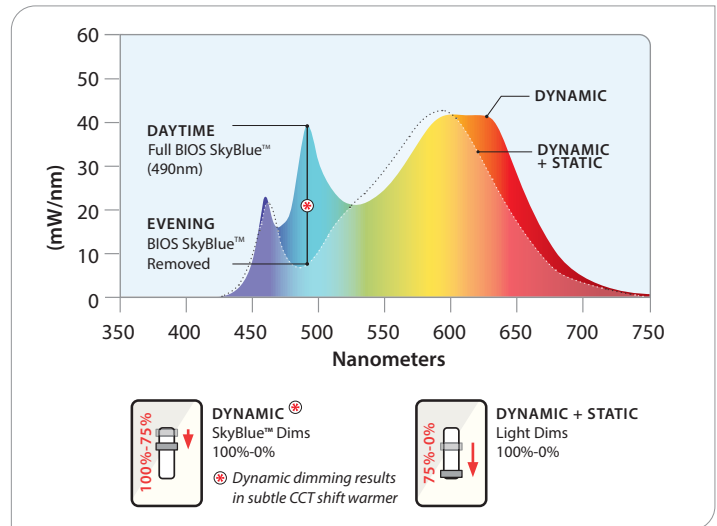 60
50
40
30
20
10
0
(mW/nm)
DAYTIME
Full BIOS SkyBlue™
(490nm)
EVENING
BIOS SkyBlue™
Removed
DYNAMIC
DYNAMIC
+ STATIC
350 400 450 500 550 600 650 700 750
Nanometers
100%-75%
DYNAMIC ⊛
SkyBlue™ Dims
100%-0%
⊛ Dynamic dimming results
in subtle CCT shift warmer
75%-0%
DYNAMIC + STATIC
Light Dims
100%-0%